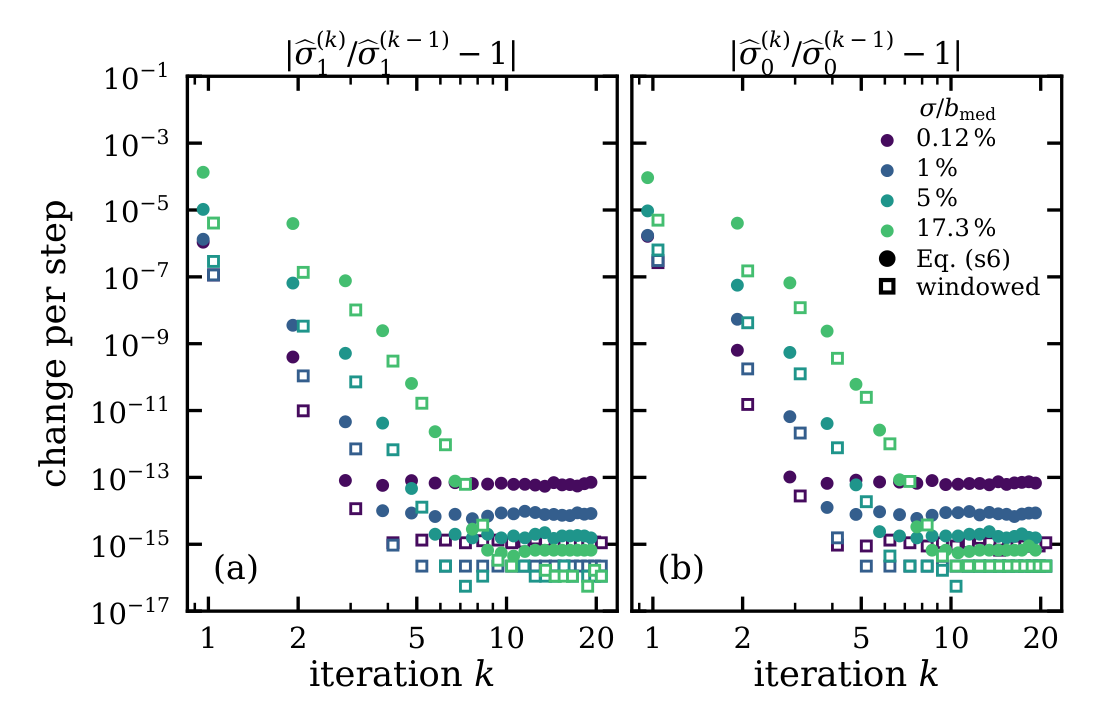 |σ̂₁⁽ᵏ⁾/σ̂₁⁽ᵏ⁻¹⁾ − 1|
|σ̂₀⁽ᵏ⁾/σ̂₀⁽ᵏ⁻¹⁾ − 1|
change per step
10⁻¹
10⁻³
10⁻⁵
10⁻⁷
10⁻⁹
10⁻¹¹
10⁻¹³
10⁻¹⁵
10⁻¹⁷
(a)
1 2 5 10 20
iteration k
σ/b_med
0.12 %
1 %
5 %
17.3 %
Eq. (s6)
windowed
(b)
1 2 5 10 20
iteration k